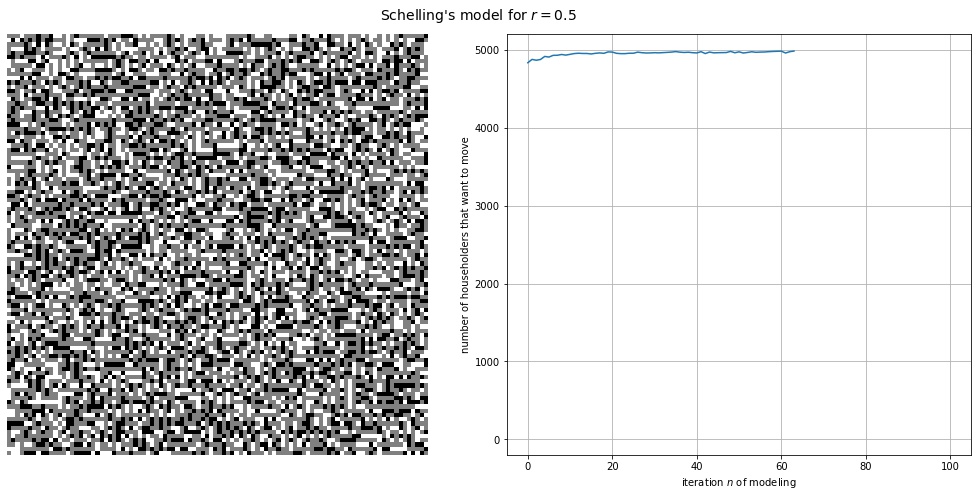 Schelling's model for r = 0.5
number of householders that want to move
5000
4000
3000
2000
1000
0
0 20 40 60 80 100
iteration n of modeling